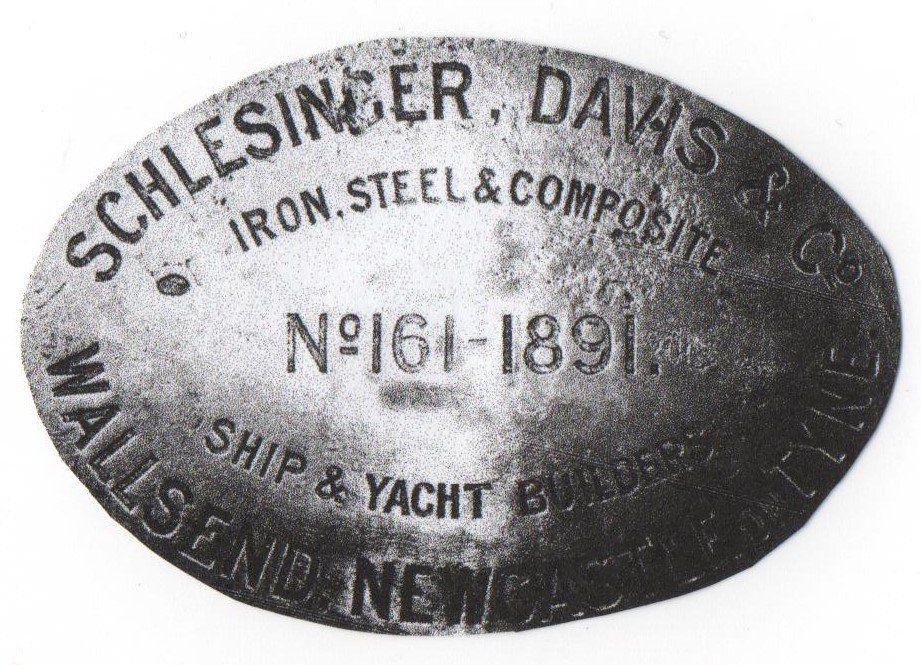 SCHLESINGER, DAVIS & Co
IRON, STEEL & COMPOSITE
No 161-1891.
SHIP & YACHT BUILDERS
WALLSEND, NEWCASTLE ON TYNE.